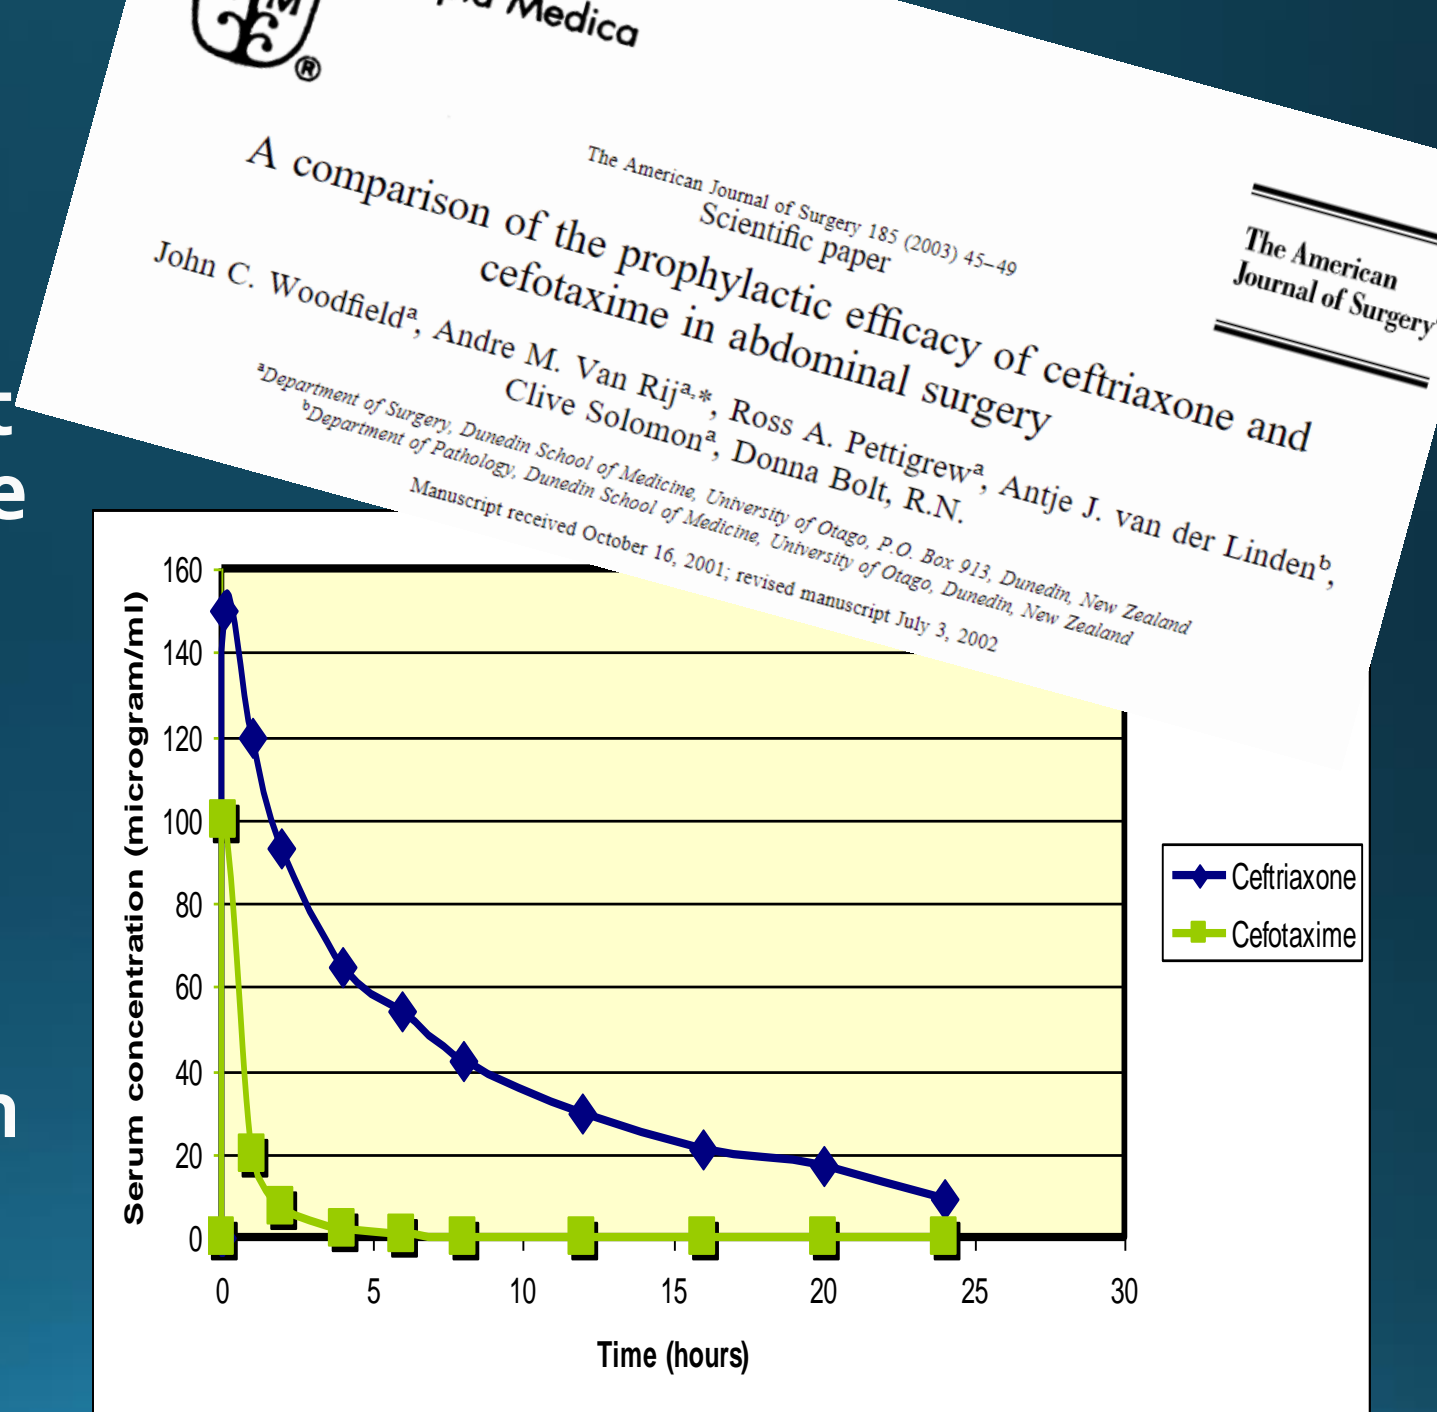 Medica
®
The American Journal of Surgery 185 (2003) 45–49
Scientific paper
The American
Journal of Surgery
A comparison of the prophylactic efficacy of ceftriaxone and
cefotaxime in abdominal surgery
John C. Woodfieldᵃ, Andre M. Van Rijᵃ,*, Ross A. Pettigrewᵃ, Antje J. van der Lindenᵇ,
Clive Solomonᵃ, Donna Bolt, R.N.
ᵃDepartment of Surgery, Dunedin School of Medicine, University of Otago, P.O. Box 913, Dunedin, New Zealand
ᵇDepartment of Pathology, Dunedin School of Medicine, University of Otago, Dunedin, New Zealand
Manuscript received October 16, 2001; revised manuscript July 3, 2002
t
e
n
Serum concentration (microgram/ml)
160
140
120
100
80
60
40
20
0
0 5 10 15 20 25 30
Time (hours)
Ceftriaxone
Cefotaxime